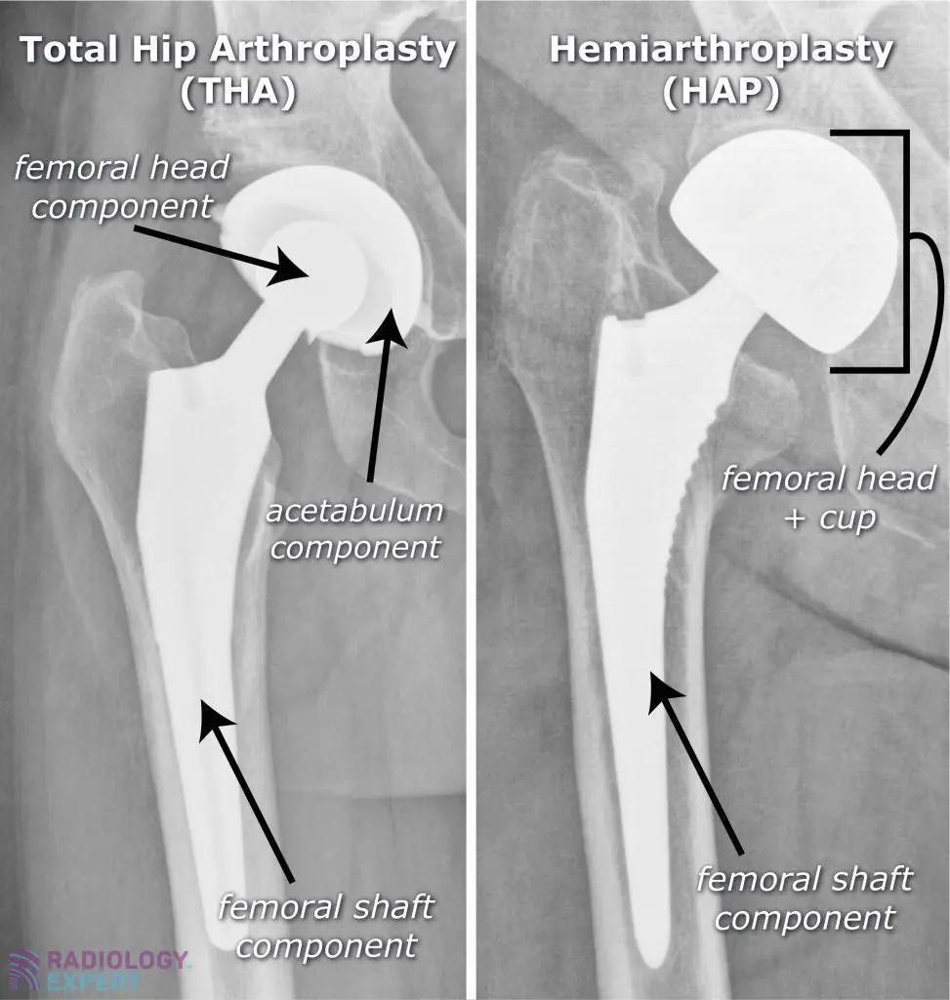 Total Hip Arthroplasty
(THA)
femoral head
component
acetabulum
component
femoral shaft
component
Hemiarthroplasty
(HAP)
femoral head
+ cup
femoral shaft
component
RADIOLOGY
EXPERT